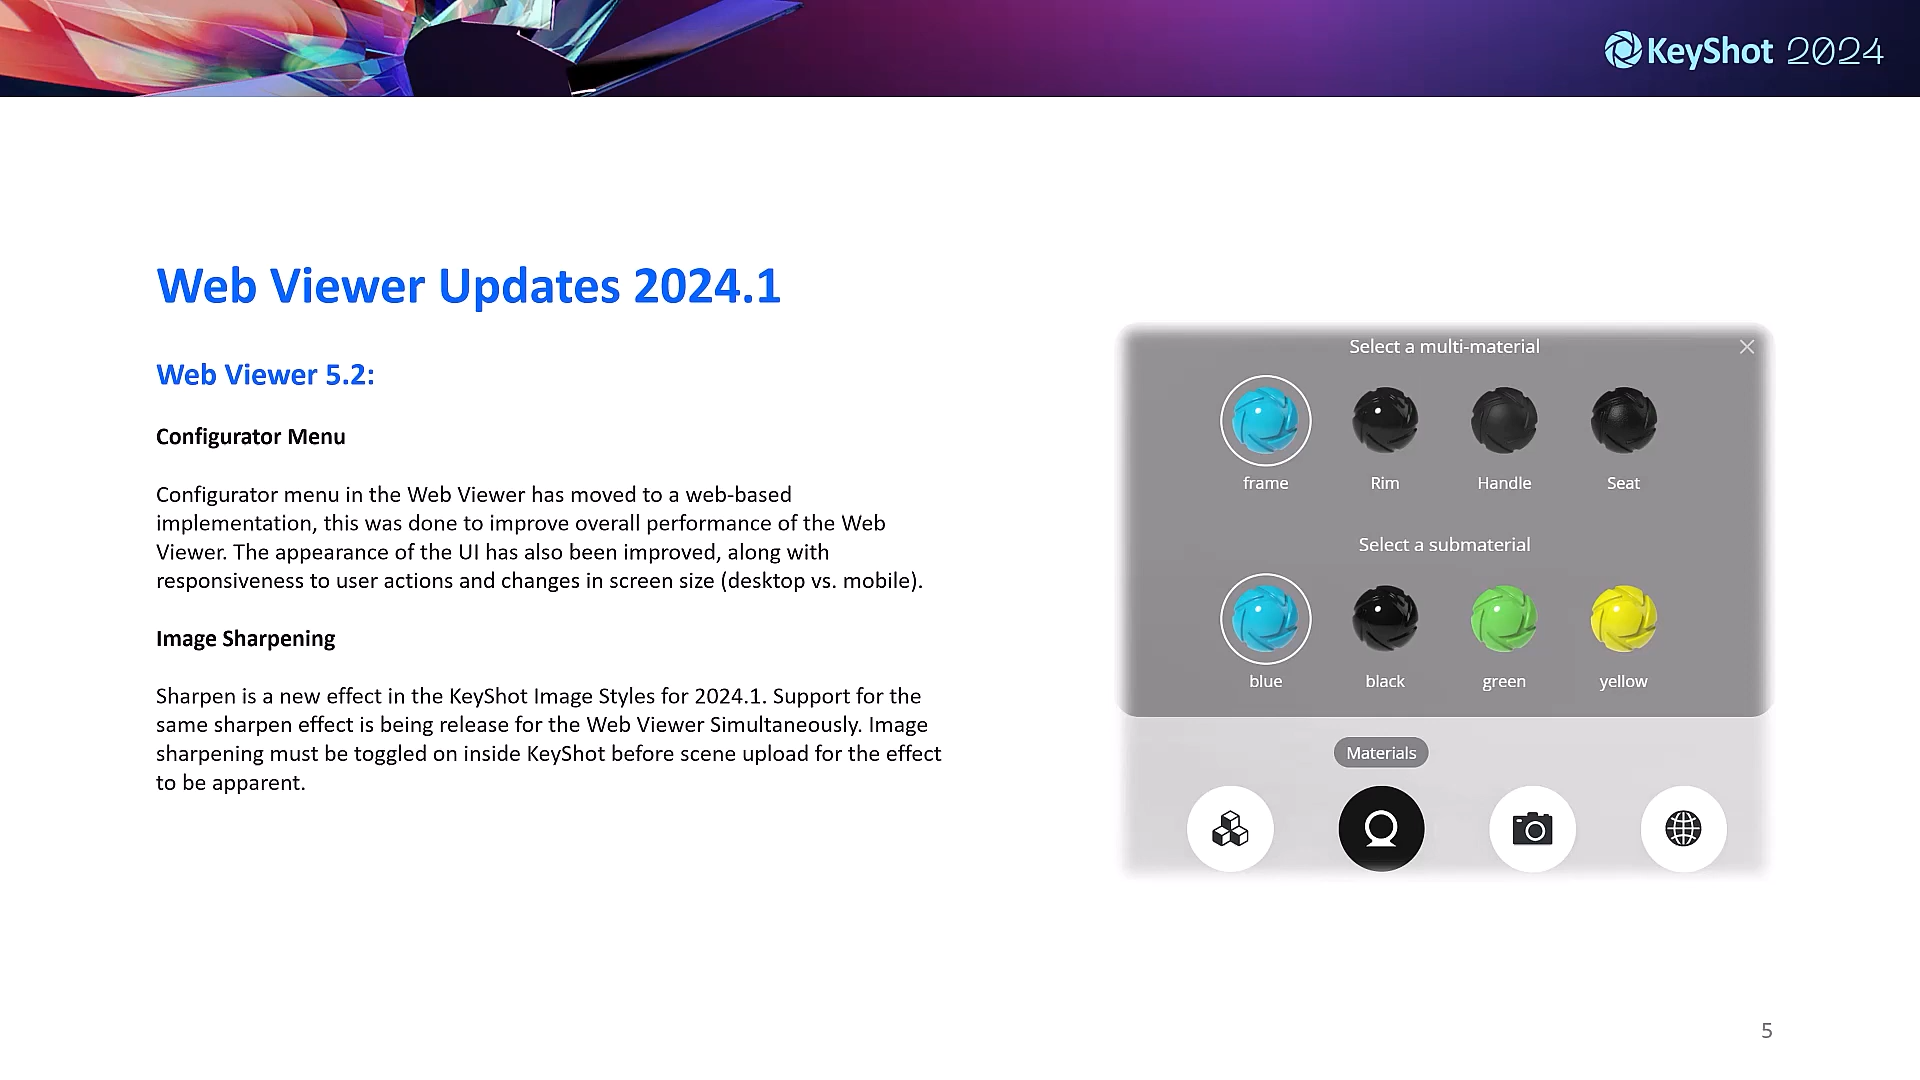 KeyShot 2024
Web Viewer Updates 2024.1
Web Viewer 5.2:
Configurator Menu
Configurator menu in the Web Viewer has moved to a web-based
implementation, this was done to improve overall performance of the Web
Viewer. The appearance of the UI has also been improved, along with
responsiveness to user actions and changes in screen size (desktop vs. mobile).
Image Sharpening
Sharpen is a new effect in the KeyShot Image Styles for 2024.1. Support for the
same sharpen effect is being release for the Web Viewer Simultaneously. Image
sharpening must be toggled on inside KeyShot before scene upload for the effect
to be apparent.
Select a multi-material
frame Rim Handle Seat
Select a submaterial
blue black green yellow
Materials
5